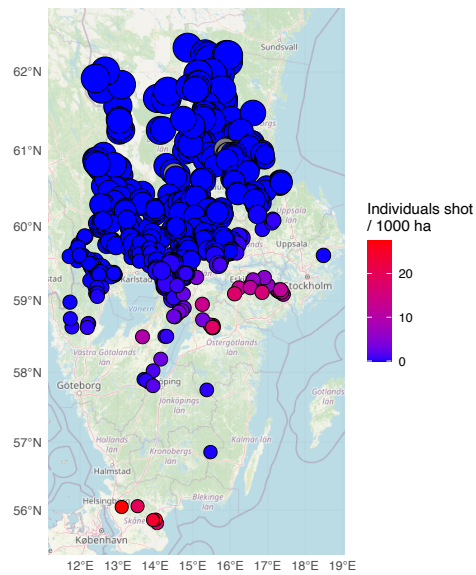 Sundsvall
62°N
61°N
60°N
Uppsala
län
Uppsala
Individuals shot
/ 1000 ha
Karlstad
Stockholm
59°N
Vänern
20
10
0
Västra Götalands
län
Östergötlands
län
58°N
Göteborg
Jönköpings
län
Gotlands
län
57°N
Hallands
län
Kronobergs
län
Kalmar län
Halmstad
Blekinge
län
56°N
Helsingborg
Skåne
København
12°E 13°E 14°E 15°E 16°E 17°E 18°E 19°E